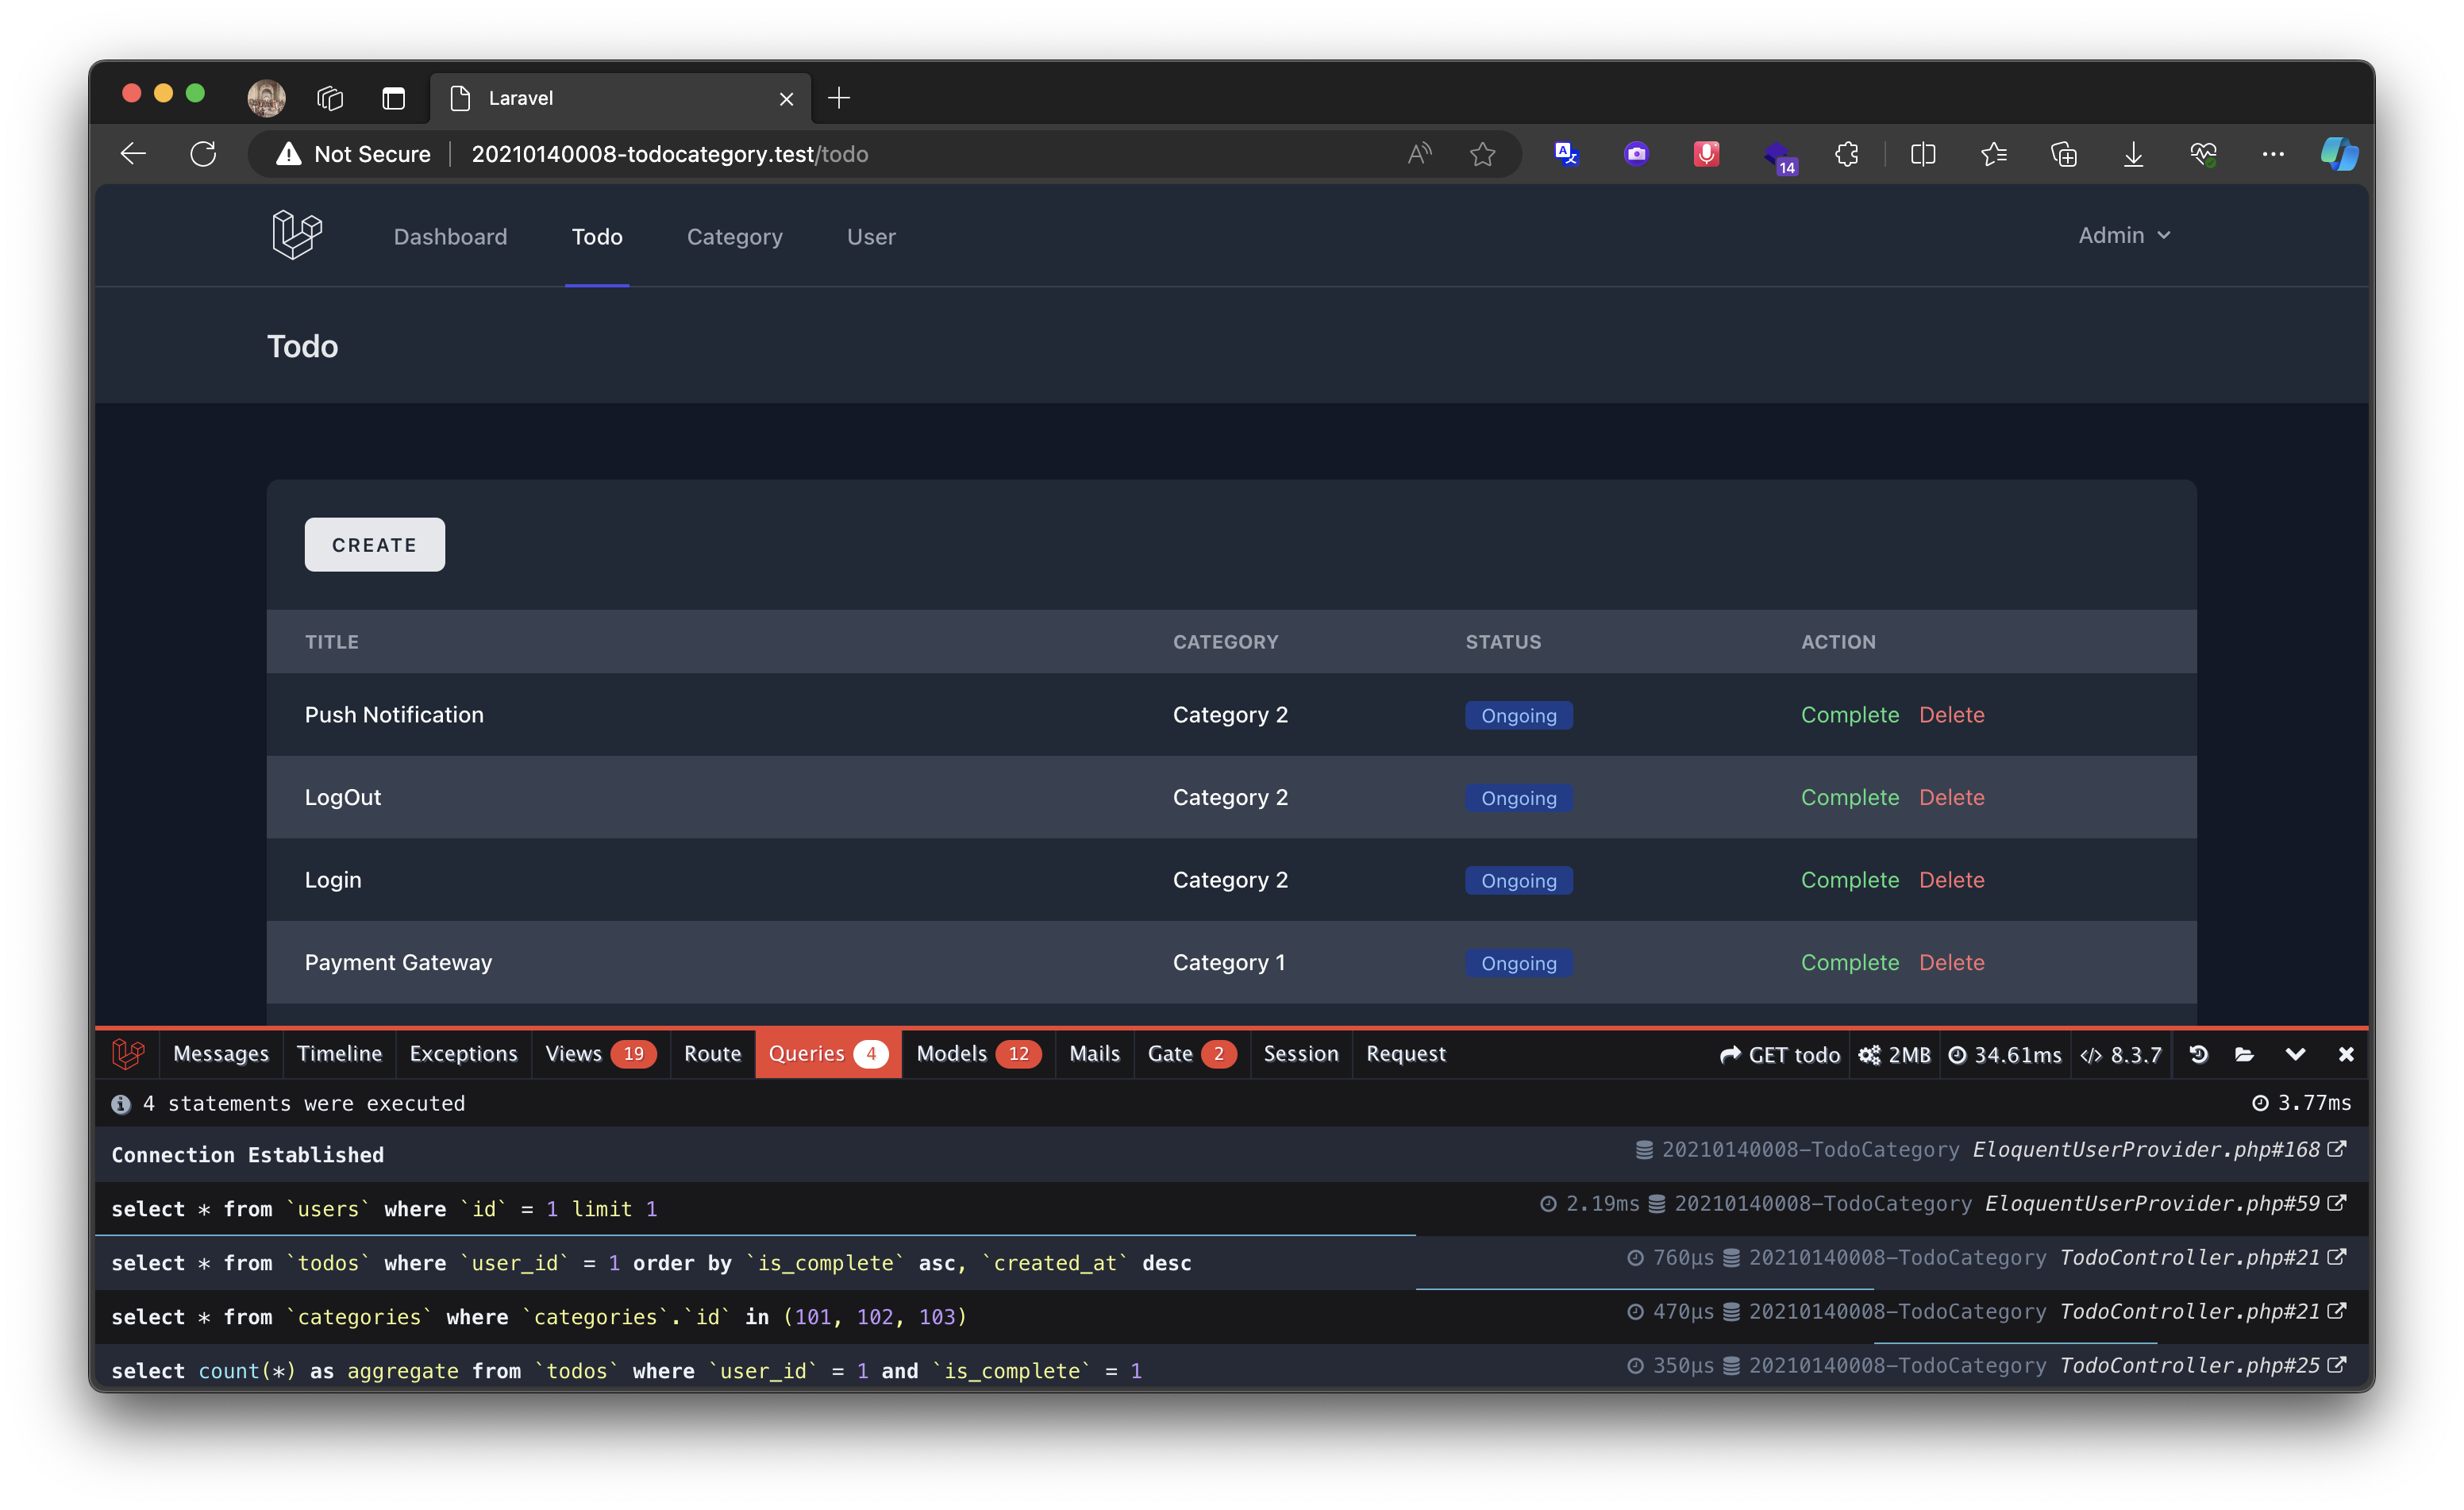 Laravel
Not Secure 20210140008-todocategory.test/todo
14
Dashboard Todo Category User Admin
Todo
CREATE
TITLE CATEGORY STATUS ACTION
Push Notification Category 2 Ongoing Complete Delete
LogOut Category 2 Ongoing Complete Delete
Login Category 2 Ongoing Complete Delete
Payment Gateway Category 1 Ongoing Complete Delete
Messages Timeline Exceptions Views 19 Route Queries 4 Models 12 Mails Gate 2 Session Request GET todo 2MB 34.61ms 8.3.7
4 statements were executed 3.77ms
Connection Established 20210140008-TodoCategory EloquentUserProvider.php#168
select * from `users` where `id` = 1 limit 1 2.19ms 20210140008-TodoCategory EloquentUserProvider.php#59
select * from `todos` where `user_id` = 1 order by `is_complete` asc, `created_at` desc 760μs 20210140008-TodoCategory TodoController.php#21
select * from `categories` where `categories`.`id` in (101, 102, 103) 470μs 20210140008-TodoCategory TodoController.php#21
select count(*) as aggregate from `todos` where `user_id` = 1 and `is_complete` = 1 350μs 20210140008-TodoCategory TodoController.php#25